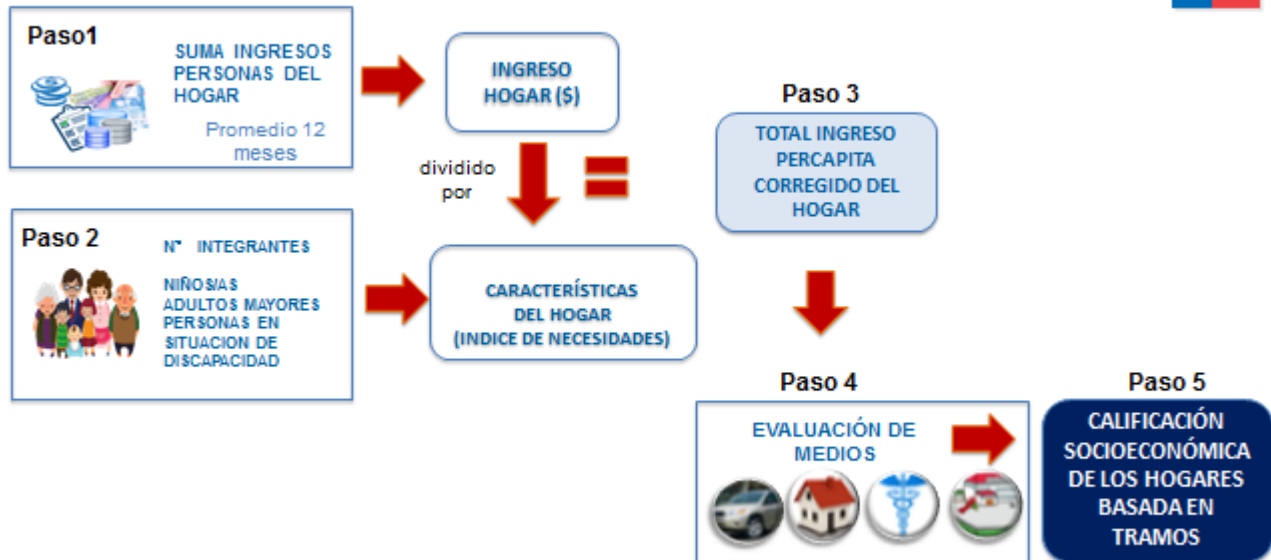 Paso1
SUMA INGRESOS
PERSONAS DEL
HOGAR
Promedio 12
meses
INGRESO
HOGAR ($)
dividido
por
Paso 2
N° INTEGRANTES
NIÑOS/AS
ADULTOS MAYORES
PERSONAS EN
SITUACION DE
DISCAPACIDAD
CARACTERÍSTICAS
DEL HOGAR
(INDICE DE NECESIDADES)
Paso 3
TOTAL INGRESO
PERCAPITA
CORREGIDO DEL
HOGAR
Paso 4
EVALUACIÓN DE
MEDIOS
Paso 5
CALIFICACIÓN
SOCIOECONÓMICA
DE LOS HOGARES
BASADA EN
TRAMOS